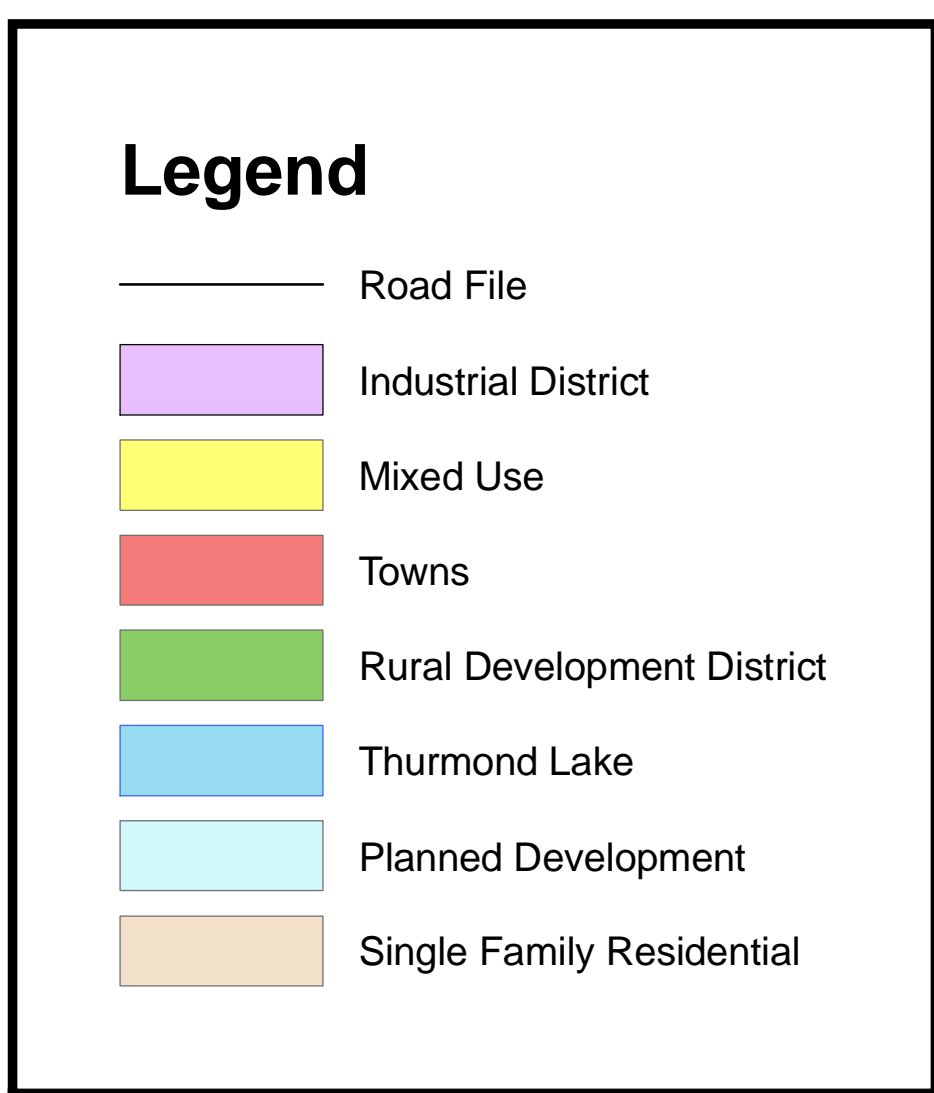 Legend
Road File
Industrial District
Mixed Use
Towns
Rural Development District
Thurmond Lake
Planned Development
Single Family Residential